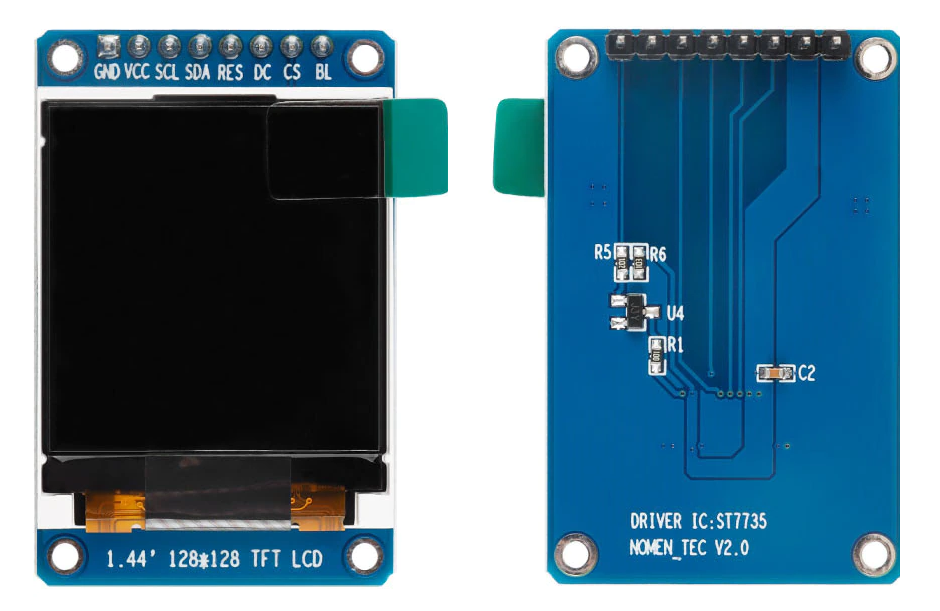 GND VCC SCL SDA RES DC CS BL
1.44' 128*128 TFT LCD
R5 R6
U4
R1
C2
DRIVER IC:ST7735
NOMEN_TEC V2.0